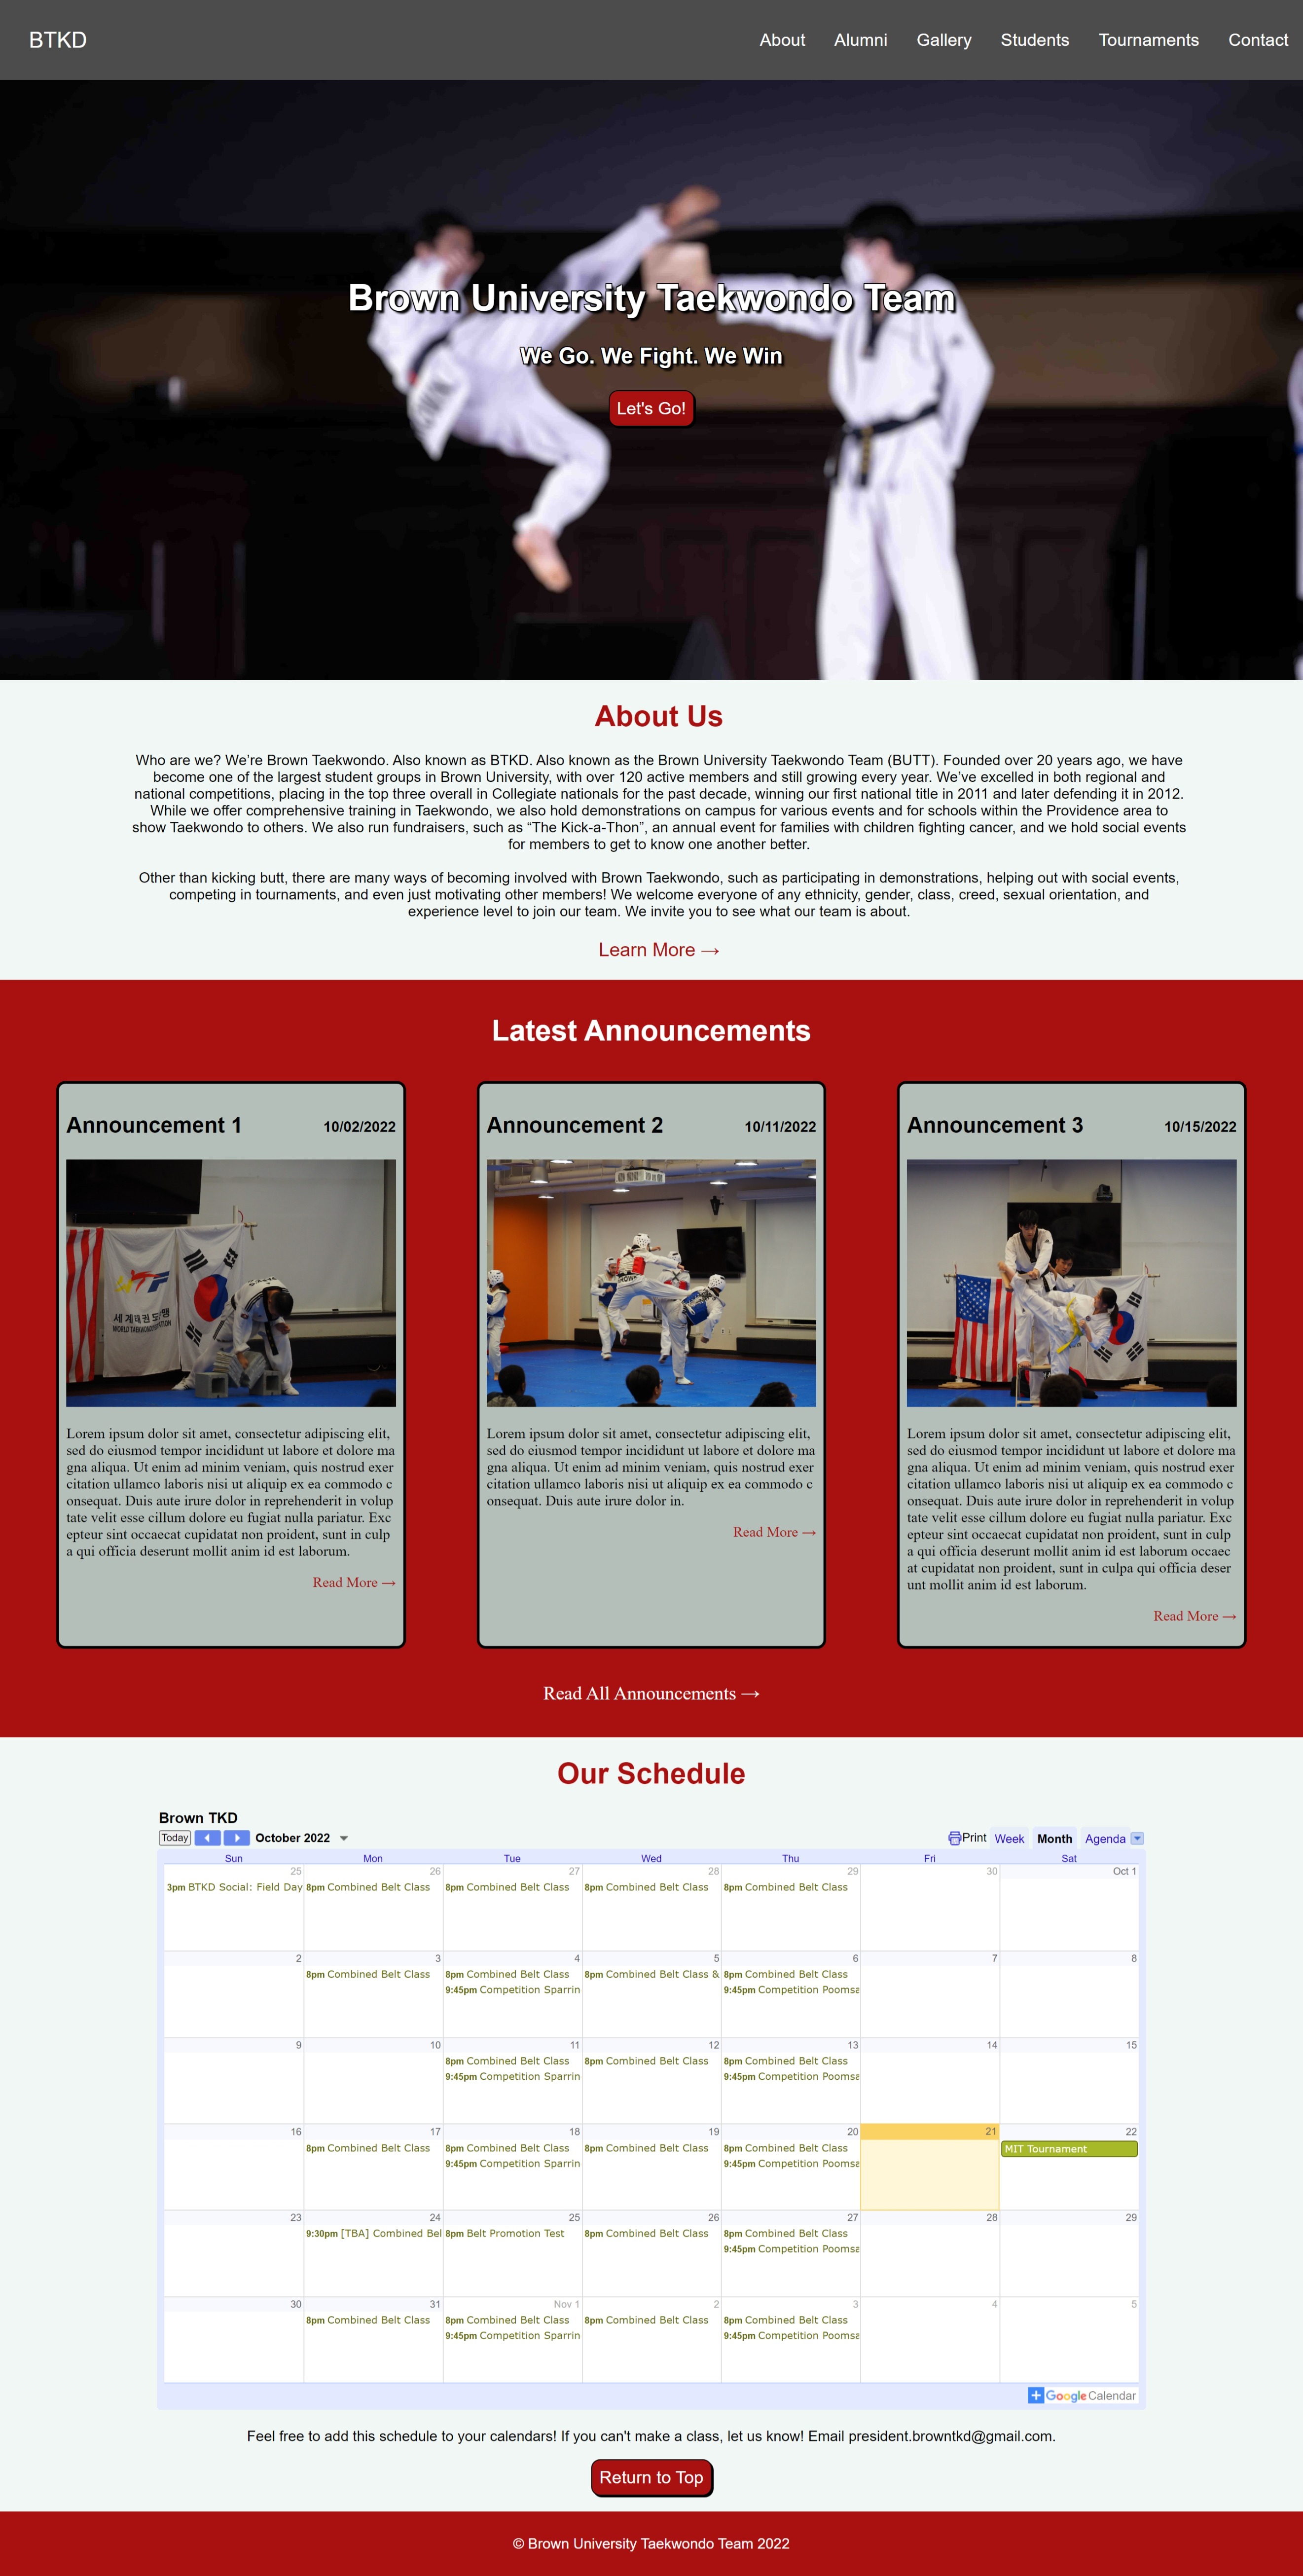 BTKD
About Alumni Gallery Students Tournaments Contact
Brown University Taekwondo Team
We Go. We Fight. We Win
Let's Go!
About Us
Who are we? We’re Brown Taekwondo. Also known as BTKD. Also known as the Brown University Taekwondo Team (BUTT). Founded over 20 years ago, we have
become one of the largest student groups in Brown University, with over 120 active members and still growing every year. We’ve excelled in both regional and
national competitions, placing in the top three overall in Collegiate nationals for the past decade, winning our first national title in 2011 and later defending it in 2012.
While we offer comprehensive training in Taekwondo, we also hold demonstrations on campus for various events and for schools within the Providence area to
show Taekwondo to others. We also run fundraisers, such as “The Kick-a-Thon”, an annual event for families with children fighting cancer, and we hold social events
for members to get to know one another better.
Other than kicking butt, there are many ways of becoming involved with Brown Taekwondo, such as participating in demonstrations, helping out with social events,
competing in tournaments, and even just motivating other members! We welcome everyone of any ethnicity, gender, class, creed, sexual orientation, and
experience level to join our team. We invite you to see what our team is about.
Learn More →
Latest Announcements
Announcement 1 10/02/2022
WTF
세계태권도연맹
WORLD TAEKWONDO FEDERATION
Lorem ipsum dolor sit amet, consectetur adipiscing elit,
sed do eiusmod tempor incididunt ut labore et dolore ma
gna aliqua. Ut enim ad minim veniam, quis nostrud exer
citation ullamco laboris nisi ut aliquip ex ea commodo c
onsequat. Duis aute irure dolor in reprehenderit in volup
tate velit esse cillum dolore eu fugiat nulla pariatur. Exc
epteur sint occaecat cupidatat non proident, sunt in culp
a qui officia deserunt mollit anim id est laborum.
Read More →
Announcement 2 10/11/2022
BROWN
Lorem ipsum dolor sit amet, consectetur adipiscing elit,
sed do eiusmod tempor incididunt ut labore et dolore ma
gna aliqua. Ut enim ad minim veniam, quis nostrud exer
citation ullamco laboris nisi ut aliquip ex ea commodo c
onsequat. Duis aute irure dolor in.
Read More →
Announcement 3 10/15/2022
Lorem ipsum dolor sit amet, consectetur adipiscing elit,
sed do eiusmod tempor incididunt ut labore et dolore ma
gna aliqua. Ut enim ad minim veniam, quis nostrud exer
citation ullamco laboris nisi ut aliquip ex ea commodo c
onsequat. Duis aute irure dolor in reprehenderit in volup
tate velit esse cillum dolore eu fugiat nulla pariatur. Exc
epteur sint occaecat cupidatat non proident, sunt in culp
a qui officia deserunt mollit anim id est laborum occaec
at cupidatat non proident, sunt in culpa qui officia deser
unt mollit anim id est laborum.
Read More →
Read All Announcements →
Our Schedule
Brown TKD
Today October 2022 Print Week Month Agenda
Sun Mon Tue Wed Thu Fri Sat
25 26 27 28 29 30 Oct 1
3pm BTKD Social: Field Day 8pm Combined Belt Class 8pm Combined Belt Class 8pm Combined Belt Class 8pm Combined Belt Class
2 3 4 5 6 7 8
8pm Combined Belt Class 8pm Combined Belt Class 8pm Combined Belt Class & 8pm Combined Belt Class
9:45pm Competition Sparrin 9:45pm Competition Poomsa
9 10 11 12 13 14 15
8pm Combined Belt Class 8pm Combined Belt Class 8pm Combined Belt Class
9:45pm Competition Sparrin 9:45pm Competition Poomsa
16 17 18 19 20 21 22
8pm Combined Belt Class 8pm Combined Belt Class 8pm Combined Belt Class 8pm Combined Belt Class MIT Tournament
9:45pm Competition Sparrin 9:45pm Competition Poomsa
23 24 25 26 27 28 29
9:30pm [TBA] Combined Bel 8pm Belt Promotion Test 8pm Combined Belt Class 8pm Combined Belt Class
9:45pm Competition Poomsa
30 31 Nov 1 2 3 4 5
8pm Combined Belt Class 8pm Combined Belt Class 8pm Combined Belt Class 8pm Combined Belt Class
9:45pm Competition Sparrin 9:45pm Competition Poomsa
Google Calendar
Feel free to add this schedule to your calendars! If you can't make a class, let us know! Email president.browntkd@gmail.com.
Return to Top
© Brown University Taekwondo Team 2022